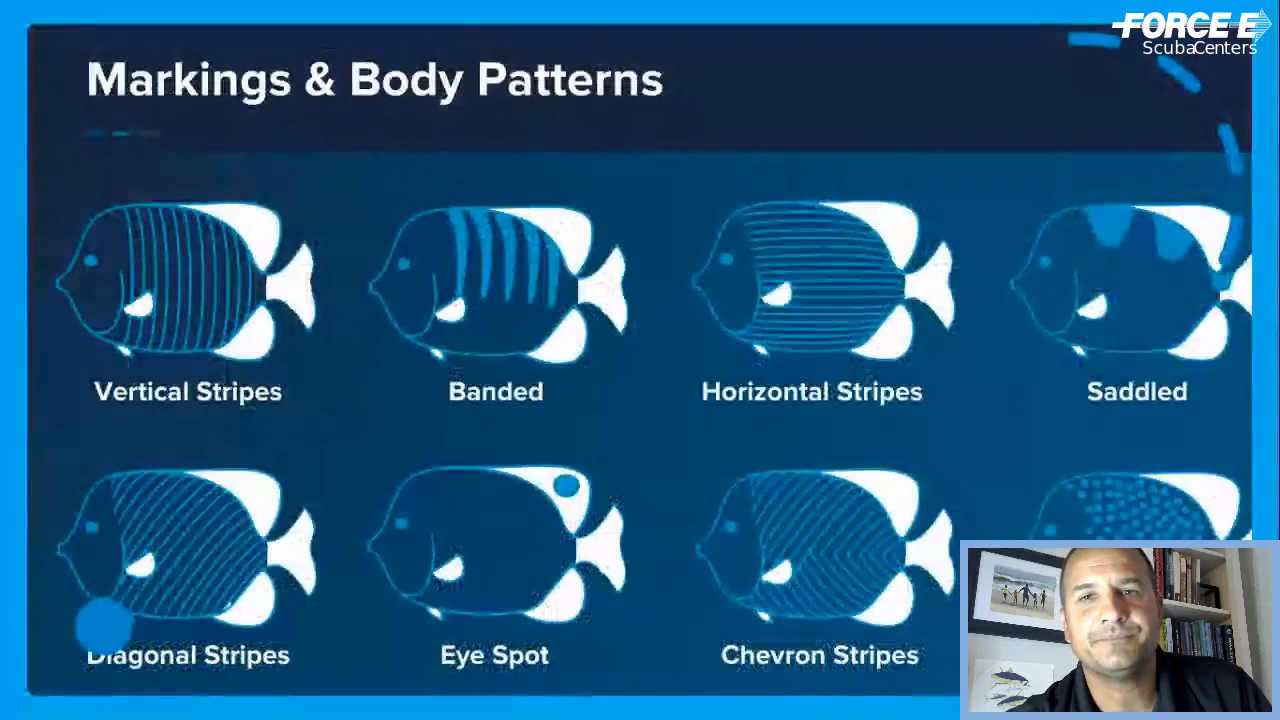 FORCE E
ScubaCenters
Markings & Body Patterns
Vertical Stripes
Banded
Horizontal Stripes
Saddled
Diagonal Stripes
Eye Spot
Chevron Stripes